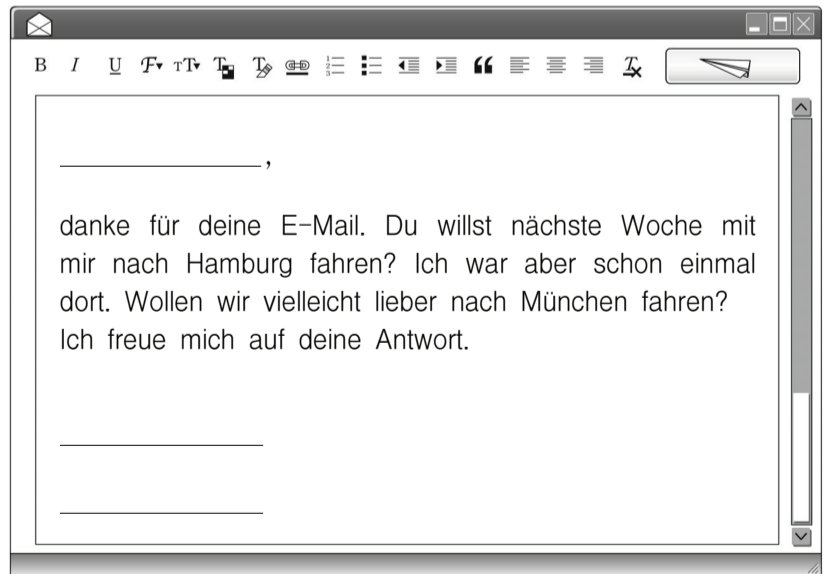 B I U F TT T T
,
danke für deine E-Mail. Du willst nächste Woche mit
mir nach Hamburg fahren? Ich war aber schon einmal
dort. Wollen wir vielleicht lieber nach München fahren?
Ich freue mich auf deine Antwort.